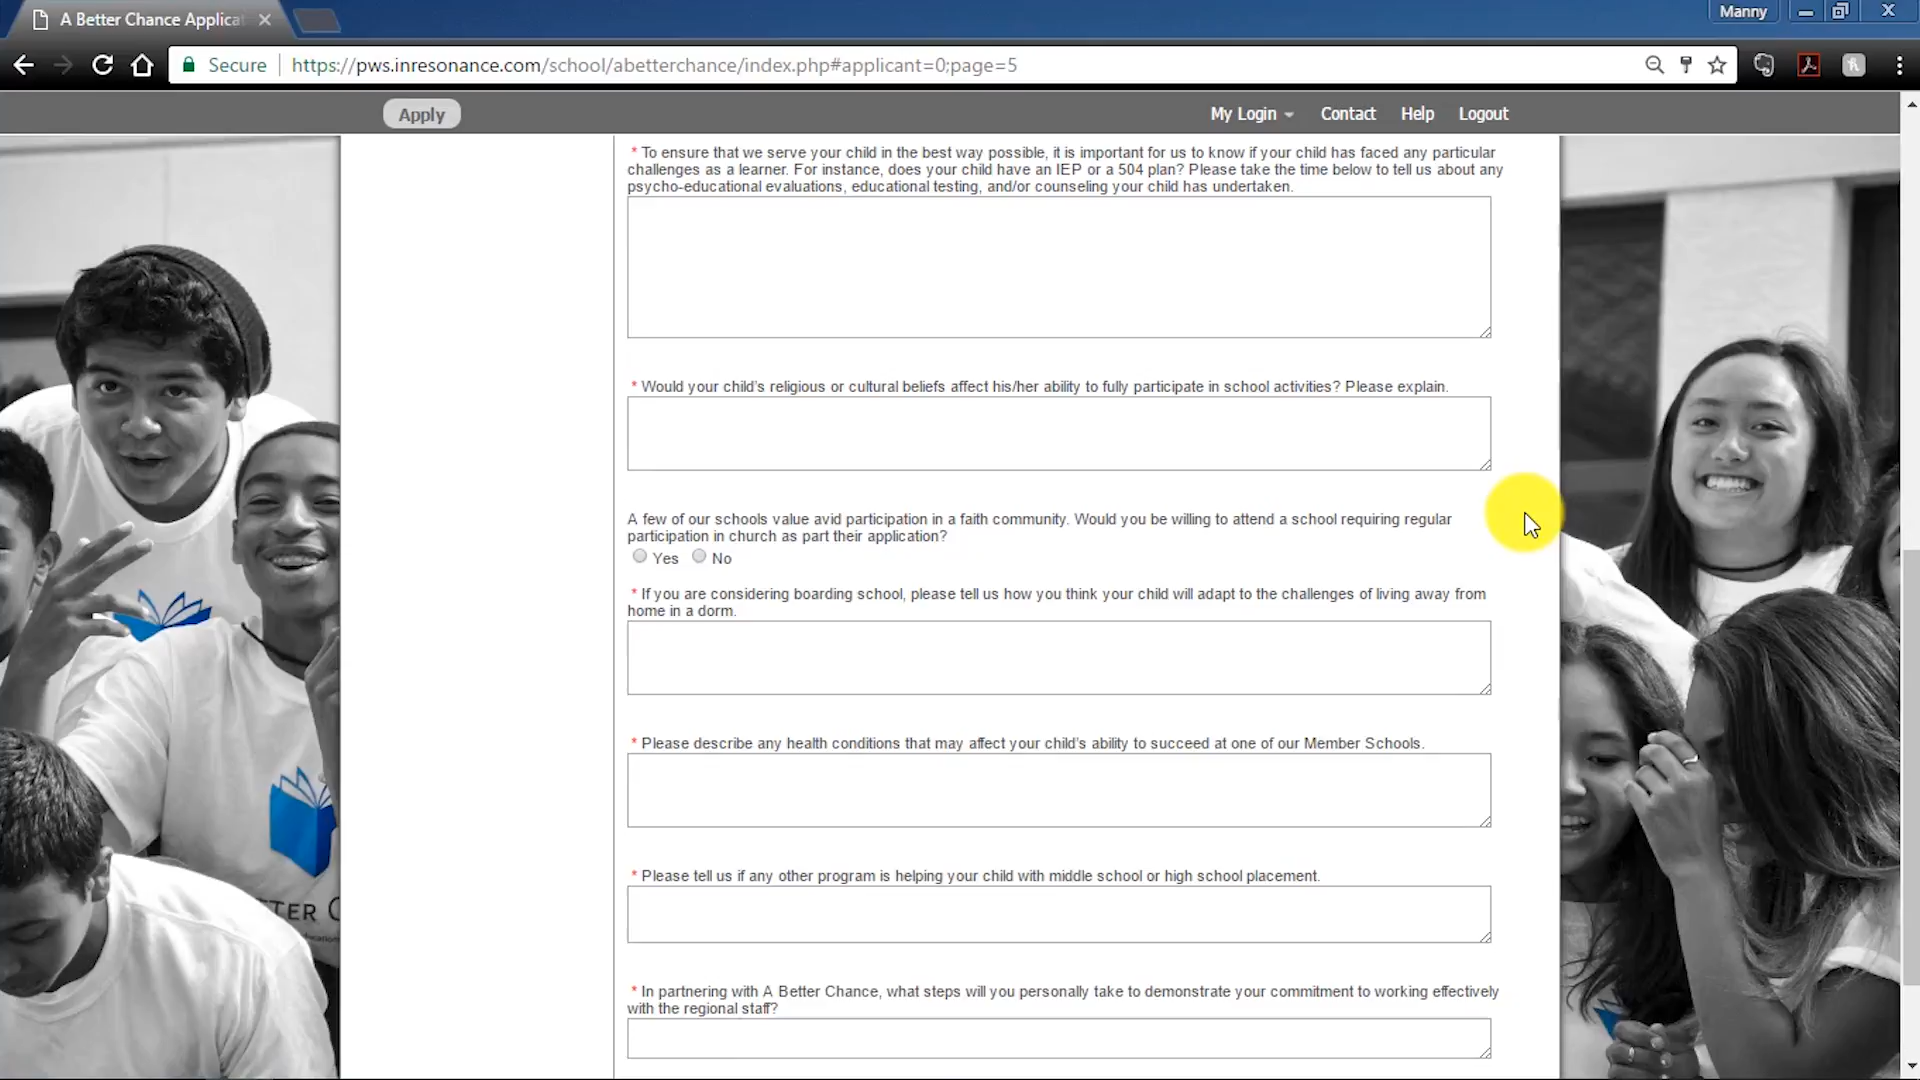 A Better Chance Applica
Manny
Secure
https://pws.inresonance.com/school/abetterchance/index.php#applicant=0;page=5
Apply
My Login
Contact
Help
Logout
* To ensure that we serve your child in the best way possible, it is important for us to know if your child has faced any particular
challenges as a learner. For instance, does your child have an IEP or a 504 plan? Please take the time below to tell us about any
psycho-educational evaluations, educational testing, and/or counseling your child has undertaken.
* Would your child's religious or cultural beliefs affect his/her ability to fully participate in school activities? Please explain.
A few of our schools value avid participation in a faith community. Would you be willing to attend a school requiring regular
participation in church as part their application?
Yes No
* If you are considering boarding school, please tell us how you think your child will adapt to the challenges of living away from
home in a dorm.
* Please describe any health conditions that may affect your child's ability to succeed at one of our Member Schools.
* Please tell us if any other program is helping your child with middle school or high school placement.
TER C
* In partnering with A Better Chance, what steps will you personally take to demonstrate your commitment to working effectively
with the regional staff?